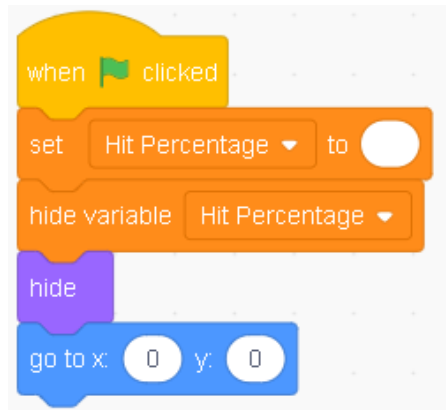 when clicked
set Hit Percentage to
hide variable Hit Percentage
hide
go to x: 0 y: 0